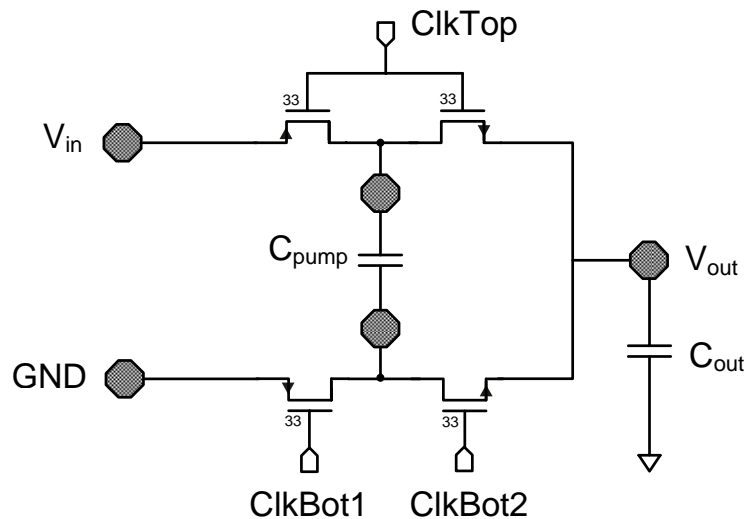 ClkTop
33
33
Vin
Cpump
Vout
GND
Cout
33
33
ClkBot1
ClkBot2